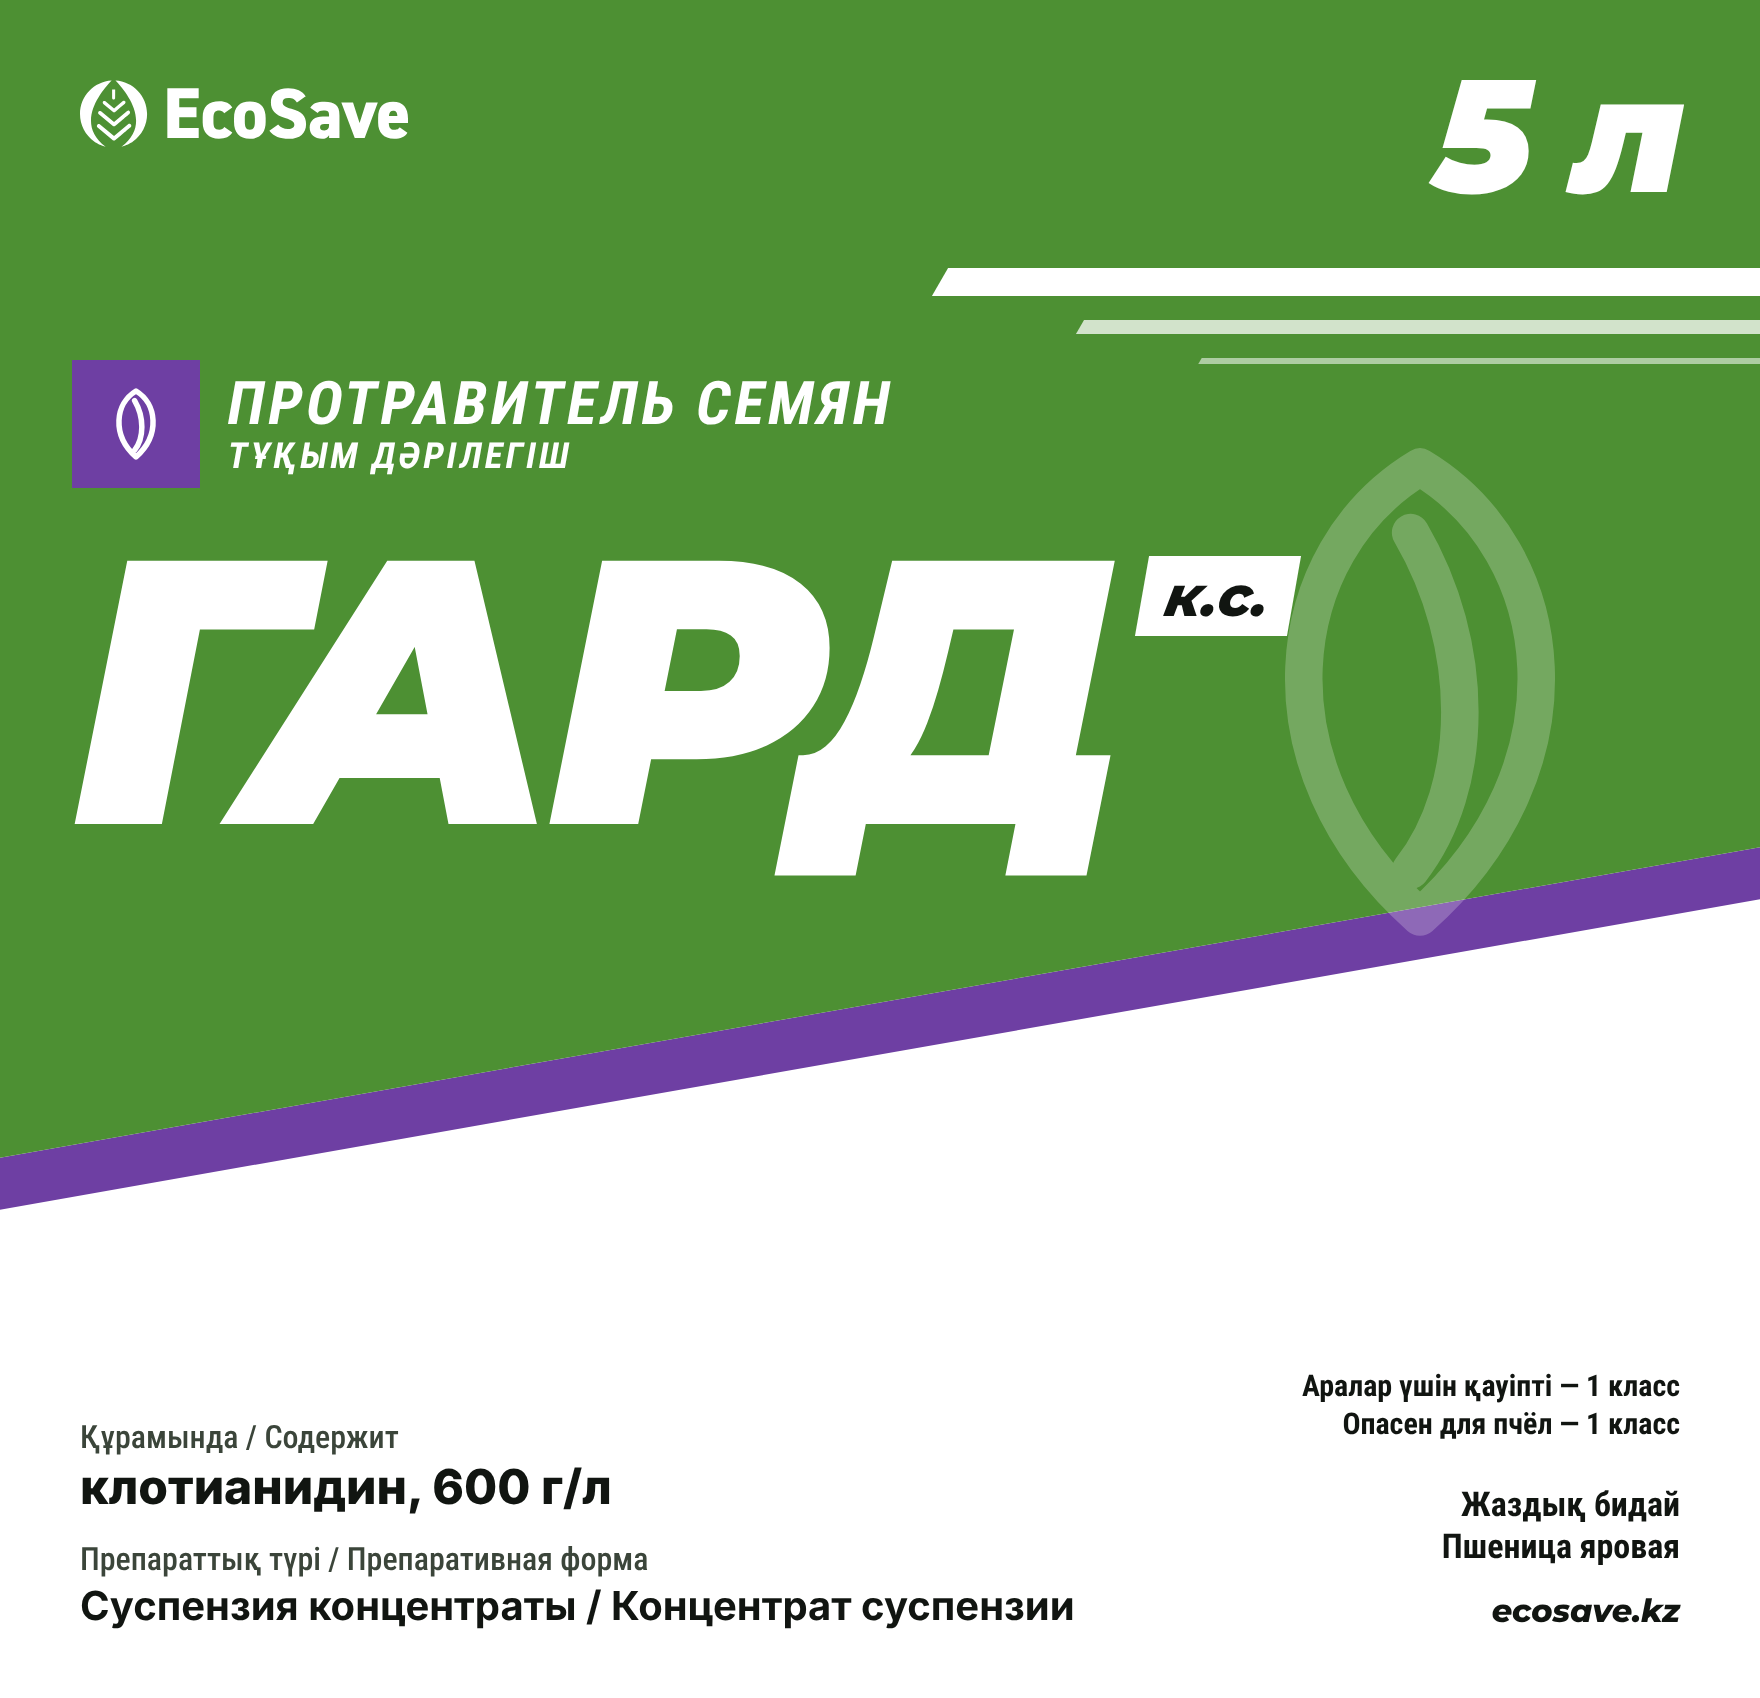 EcoSave
5 л
ПРОТРАВИТЕЛЬ СЕМЯН
ТҰҚЫМ ДӘРІЛЕГІШ
ГАРД
к.с.
Аралар үшін қауіпті — 1 класс
Опасен для пчёл — 1 класс
Құрамында / Содержит
клотианидин, 600 г/л
Жаздық бидай
Пшеница яровая
Препараттық түрі / Препаративная форма
Суспензия концентраты / Концентрат суспензии
ecosave.kz